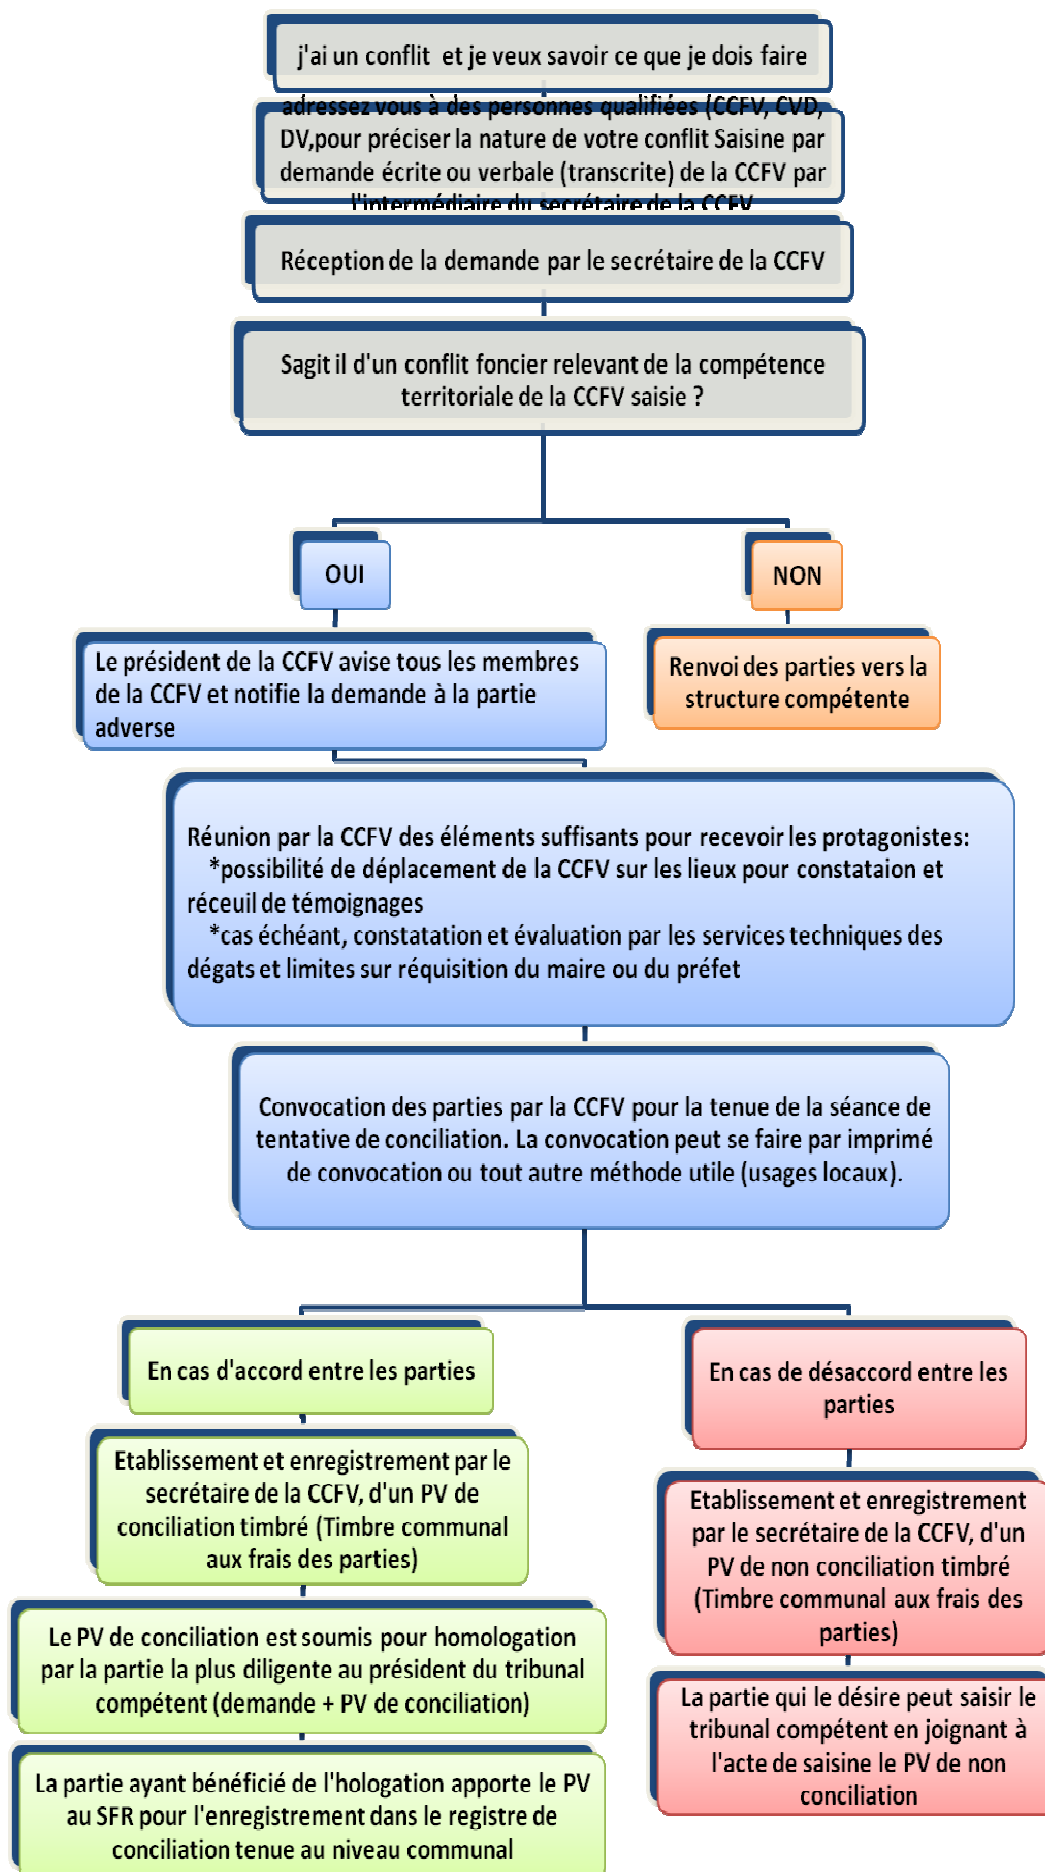 j'ai un conflit et je veux savoir ce que je dois faire
adressez vous à des personnes qualifiées (CCFV, CVD,
DV,pour préciser la nature de votre conflit Saisine par
demande écrite ou verbale (transcrite) de la CCFV par
l'intermédiaire du secrétaire de la CCFV
Réception de la demande par le secrétaire de la CCFV
Sagit il d'un conflit foncier relevant de la compétence
territoriale de la CCFV saisie ?
OUI
NON
Le président de la CCFV avise tous les membres
de la CCFV et notifie la demande à la partie
adverse
Renvoi des parties vers la
structure compétente
Réunion par la CCFV des éléments suffisants pour recevoir les protagonistes:
*possibilité de déplacement de la CCFV sur les lieux pour constataion et
réceuil de témoignages
*cas échéant, constatation et évaluation par les services techniques des
dégats et limites sur réquisition du maire ou du préfet
Convocation des parties par la CCFV pour la tenue de la séance de
tentative de conciliation. La convocation peut se faire par imprimé
de convocation ou tout autre méthode utile (usages locaux).
En cas d'accord entre les parties
Etablissement et enregistrement par le
secrétaire de la CCFV, d'un PV de
conciliation timbré (Timbre communal
aux frais des parties)
Le PV de conciliation est soumis pour homologation
par la partie la plus diligente au président du tribunal
compétent (demande + PV de conciliation)
La partie ayant bénéficié de l'hologation apporte le PV
au SFR pour l'enregistrement dans le registre de
conciliation tenue au niveau communal
En cas de désaccord entre les
parties
Etablissement et enregistrement
par le secrétaire de la CCFV, d'un
PV de non conciliation timbré
(Timbre communal aux frais des
parties)
La partie qui le désire peut saisir le
tribunal compétent en joignant à
l'acte de saisine le PV de non
conciliation